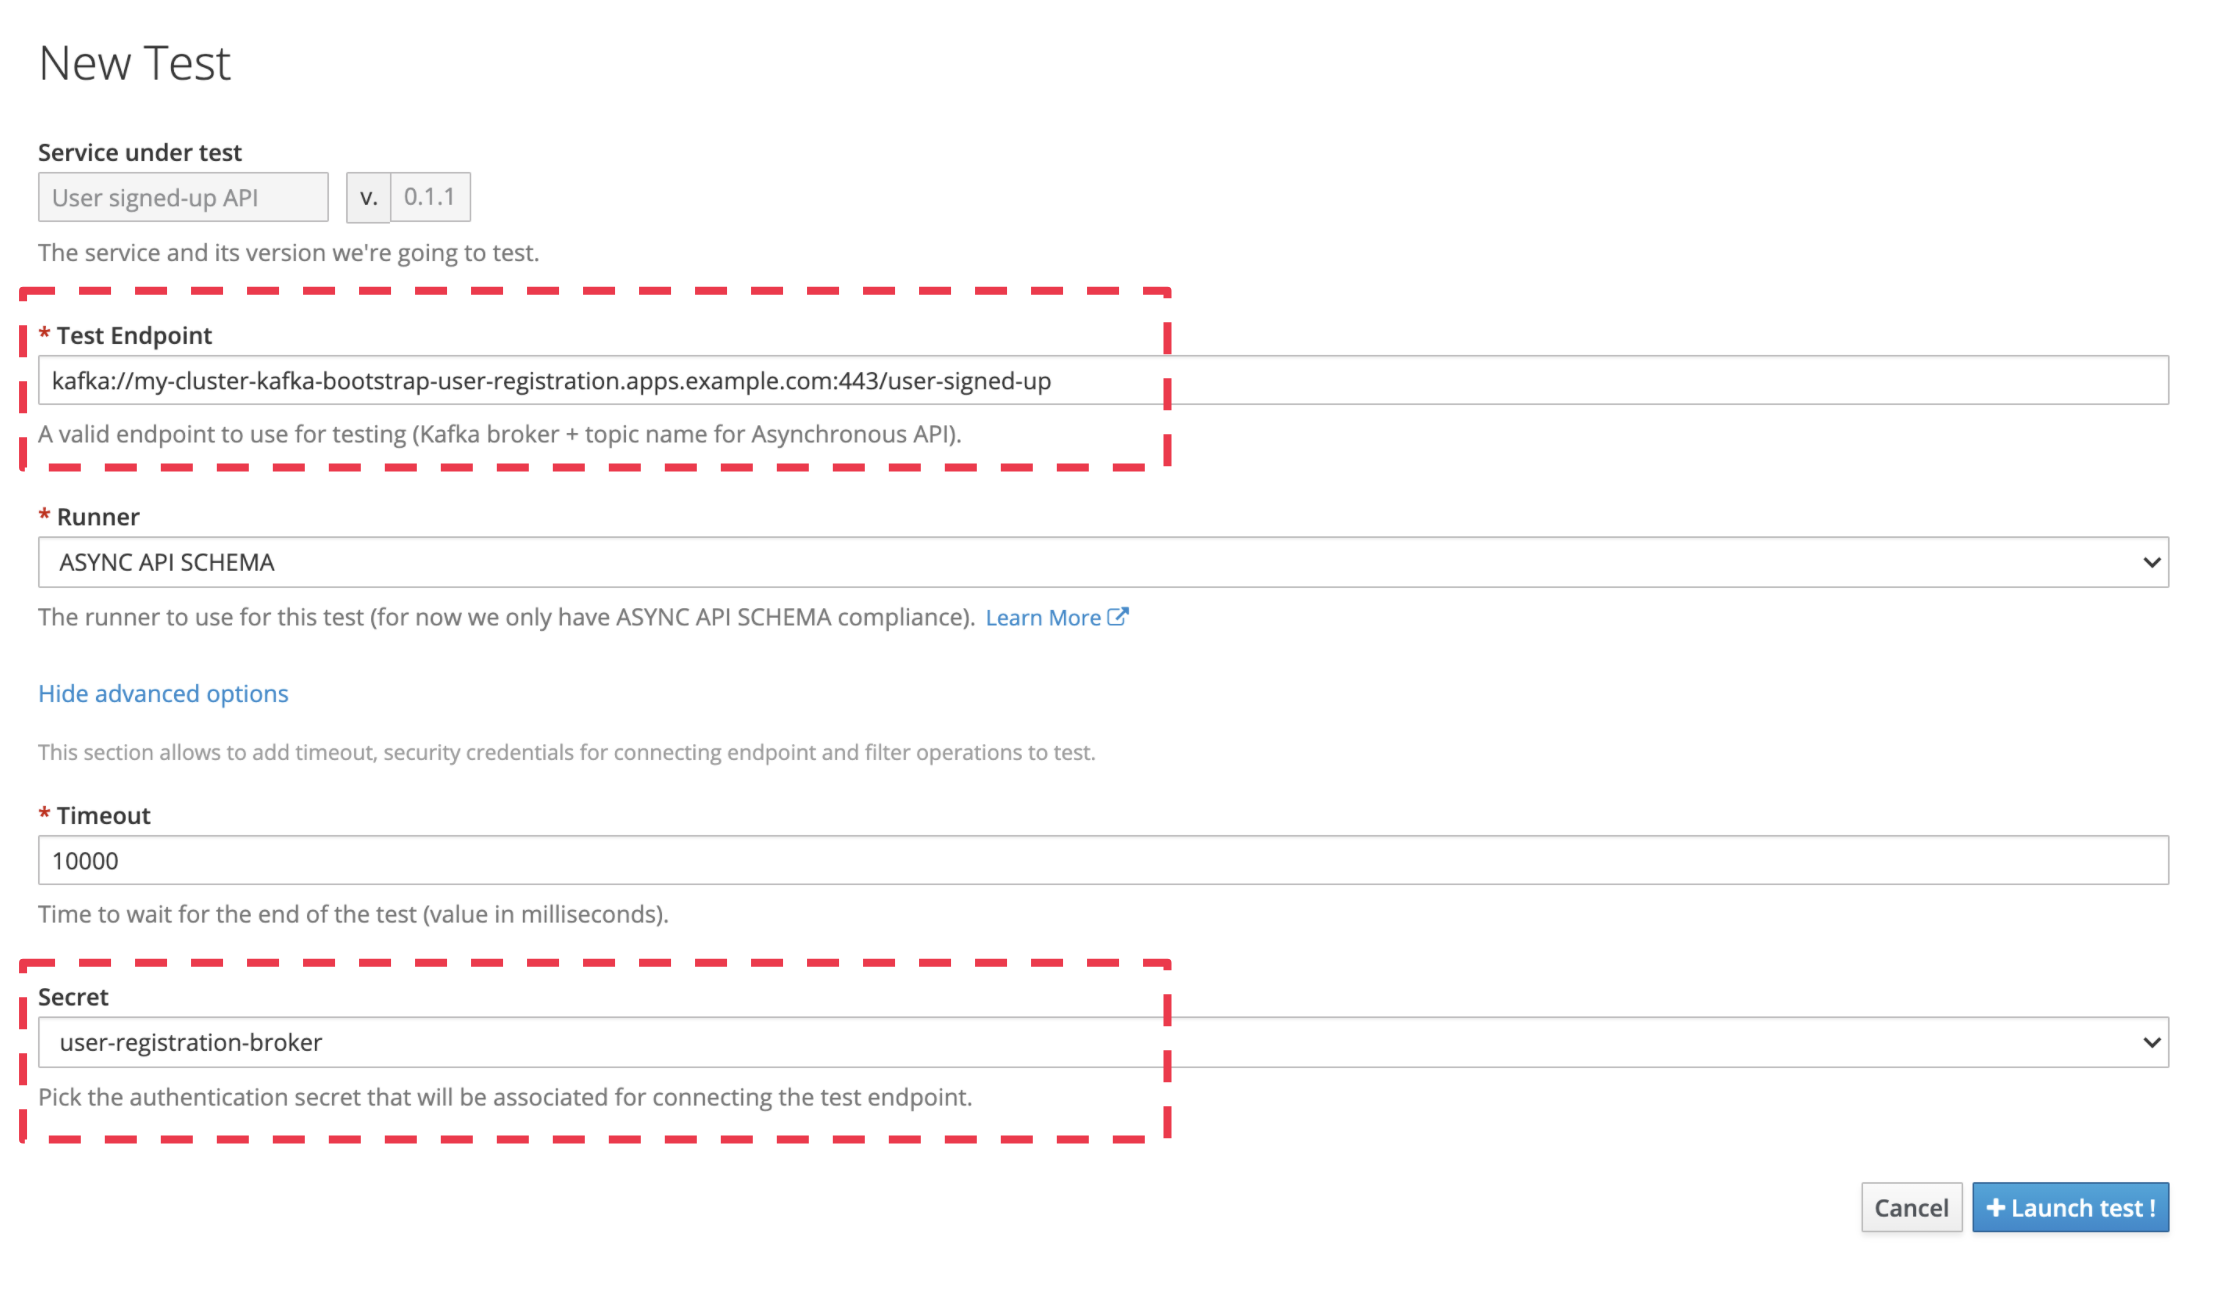 New Test
Service under test
User signed-up API v. 0.1.1
The service and its version we're going to test.
* Test Endpoint
kafka://my-cluster-kafka-bootstrap-user-registration.apps.example.com:443/user-signed-up
A valid endpoint to use for testing (Kafka broker + topic name for Asynchronous API).
* Runner
ASYNC API SCHEMA
The runner to use for this test (for now we only have ASYNC API SCHEMA compliance). Learn More
Hide advanced options
This section allows to add timeout, security credentials for connecting endpoint and filter operations to test.
* Timeout
10000
Time to wait for the end of the test (value in milliseconds).
Secret
user-registration-broker
Pick the authentication secret that will be associated for connecting the test endpoint.
Cancel + Launch test !